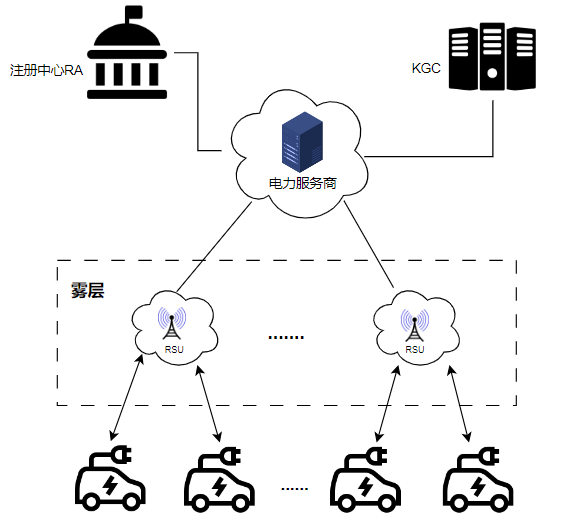 注册中心RA
KGC
电力服务商
雾层
RSU
.......
RSU
......